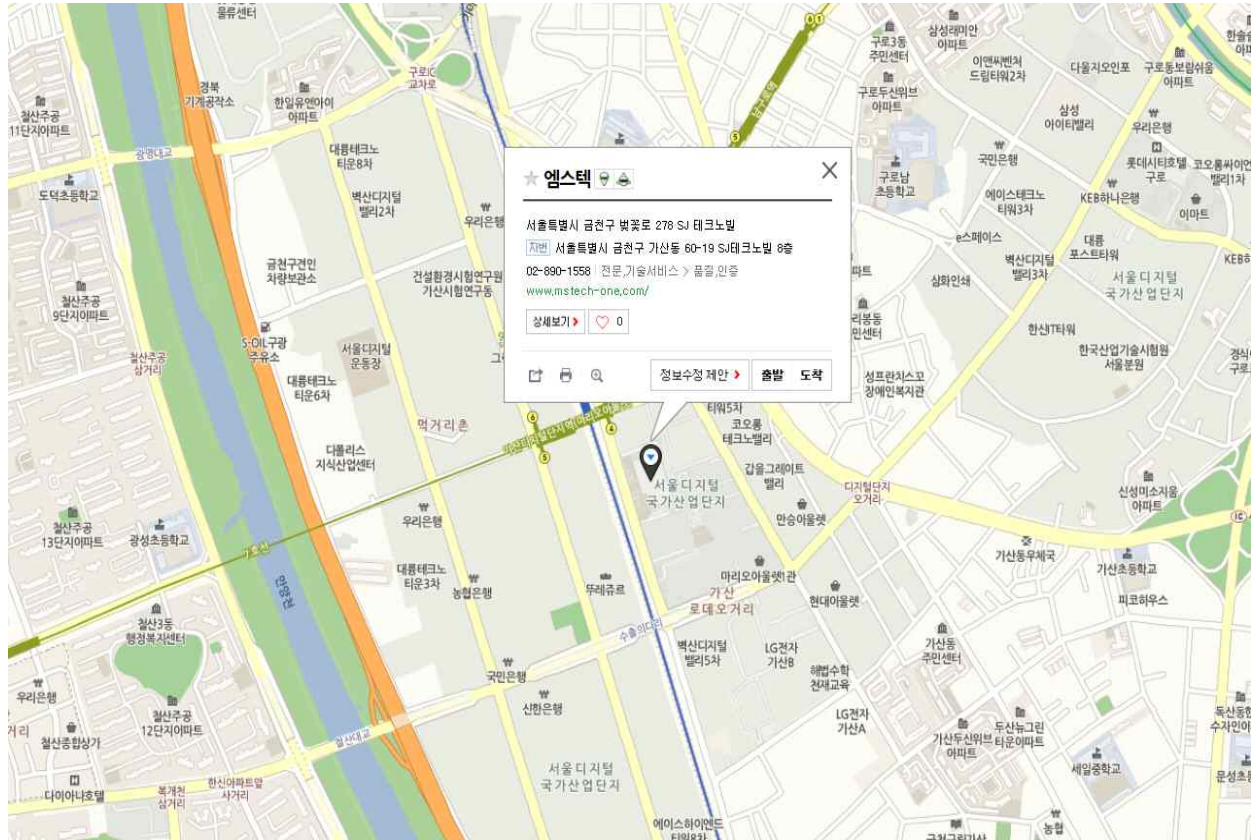 물류센터
삼성래미안
아파트
구로3동
주민센터
이앤씨벤처
드림타워2차
다울지오인포
구로동보람쉬움
아파트
구로IC
교차로
경북
기계공작소
한일유앤아이
아파트
철산주공
11단지아파트
구로두산위브
아파트
남구로역
삼성
아이티밸리
우리은행
광명대교
대륭테크노
티운8차
국민은행
롯데시티호텔
구로
코오롱싸이언
밸리1차
도덕초등학교
벽산디지털
밸리2차
우리은행
구로남
초등학교
에이스테크노
타워3차
KEB하나은행
이마트
엠스텍
서울특별시 금천구 벚꽃로 278 SJ 테크노빌
지번 서울특별시 금천구 가산동 60-19 SJ테크노빌 8층
02-890-1558 전문,기술서비스 > 품질,인증
www.mstech-one.com/
상세보기
0
정보수정 제안
출발
도착
e스페이스
대륭
포스트타워
벽산디지털
밸리3차
금천구견인
차량보관소
건설환경시험연구원
가산시험연구동
삼화인쇄
서울디지털
국가산업단지
철산주공
9단지아파트
한신IT타워
S-OIL구광
주유소
서울디지털
운동장
한국산업기술시험원
서울분원
철산주공
삼거리
대륭테크노
티운6차
성프란치스꼬
장애인복지관
먹거리촌
티워5차
코오롱
테크노밸리
디폴리스
지식산업센터
갑을그레이트
밸리
서울디지털
국가산업단지
디지털단지
오거리
신성미소지움
아파트
철산주공
13단지아파트
광성초등학교
우리은행
만승아울렛
7호선
가산동우체국
가산초등학교
안양천
대륭테크노
티운3차
농협은행
뚜레쥬르
마리오아울렛1관
가산
로데오거리
현대아울렛
피코하우스
철산3동
행정복지센터
수출의다리
가산동
주민센터
벽산디지털
밸리5차
LG전자
가산B
국민은행
해법수학
천재교육
우리은행
신한은행
철산주공
12단지아파트
철산종합상가
LG전자
가산A
가산두산위브
아파트
두산뉴그린
타운아파트
철산대교
세일중학교
서울디지털
국가산업단지
다이아나호텔
복개천
삼거리
한신아파트앞
사거리
에이스하이엔드
농협